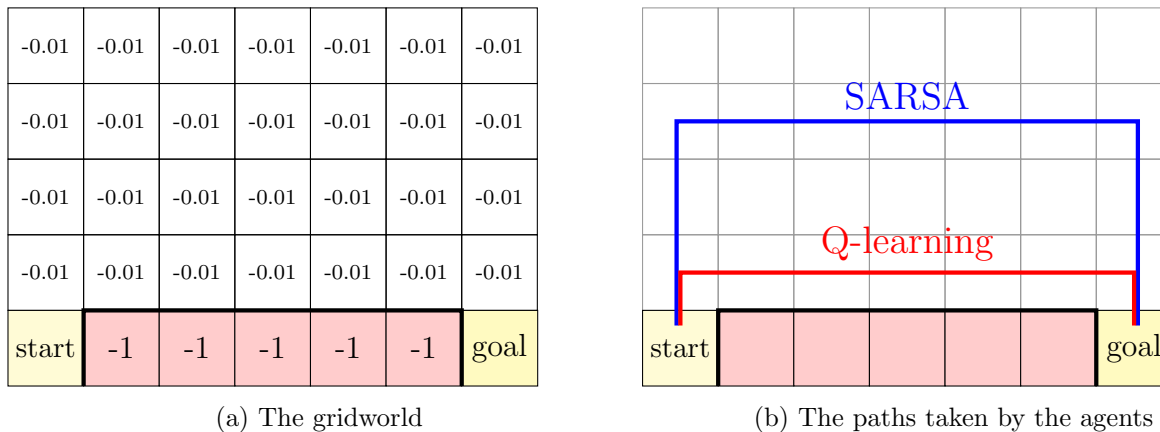 -0.01 -0.01 -0.01 -0.01 -0.01 -0.01 -0.01
-0.01 -0.01 -0.01 -0.01 -0.01 -0.01 -0.01
-0.01 -0.01 -0.01 -0.01 -0.01 -0.01 -0.01
-0.01 -0.01 -0.01 -0.01 -0.01 -0.01 -0.01
start -1 -1 -1 -1 -1 goal
(a) The gridworld
SARSA
Q-learning
start goal
(b) The paths taken by the agents